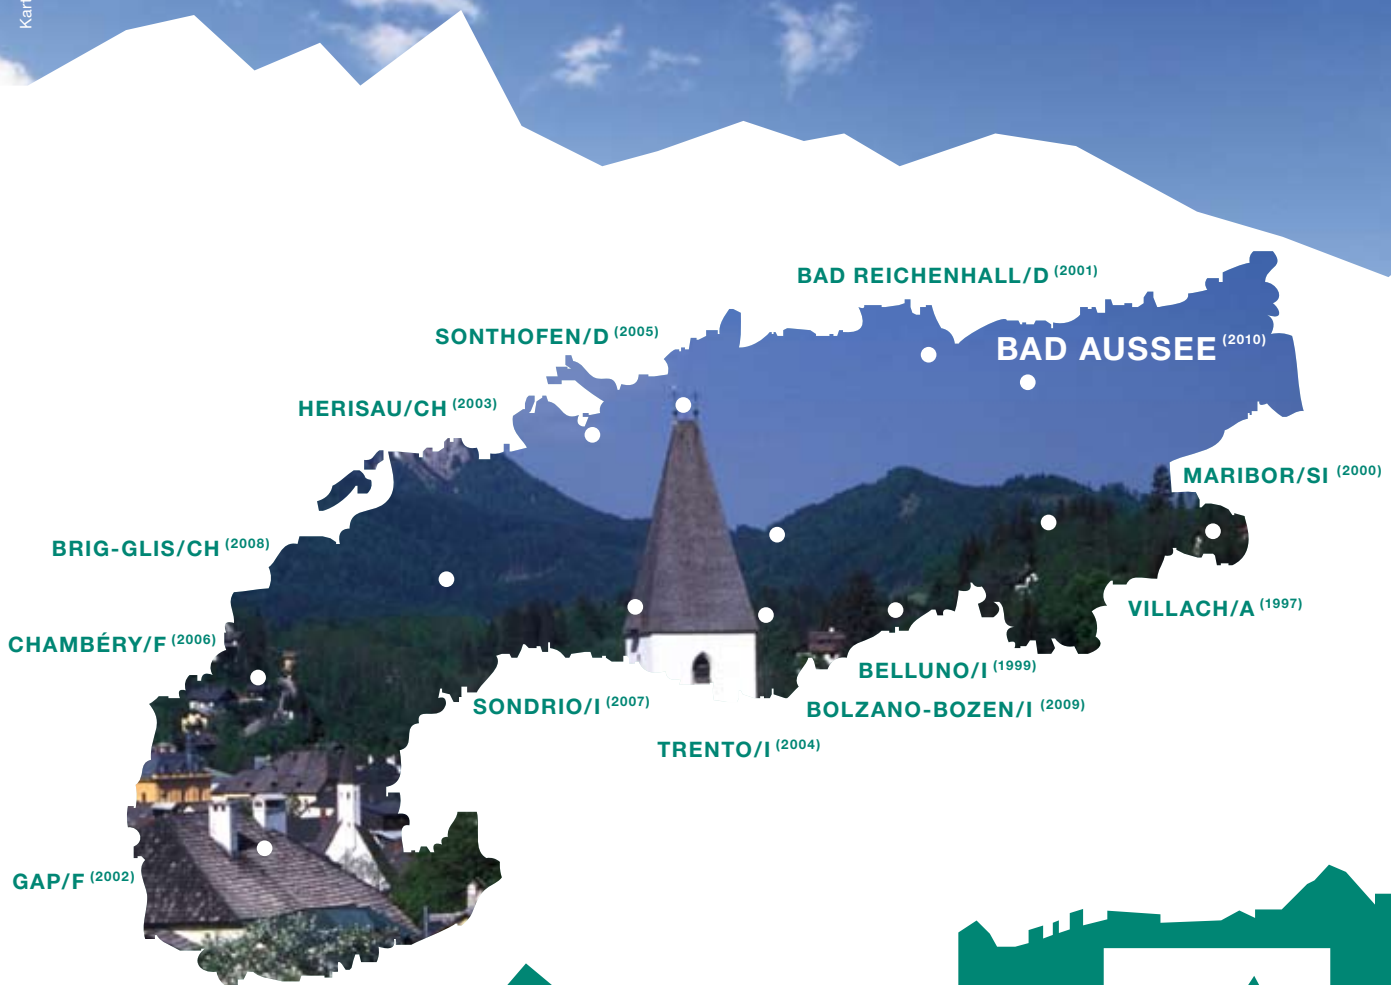 Kart
BAD REICHENHALL/D (2001)
SONTHOFEN/D (2005)
BAD AUSSEE (2010)
HERISAU/CH (2003)
MARIBOR/SI (2000)
BRIG-GLIS/CH (2008)
VILLACH/A (1997)
CHAMBÉRY/F (2006)
BELLUNO/I (1999)
SONDRIO/I (2007)
BOLZANO-BOZEN/I (2009)
TRENTO/I (2004)
GAP/F (2002)